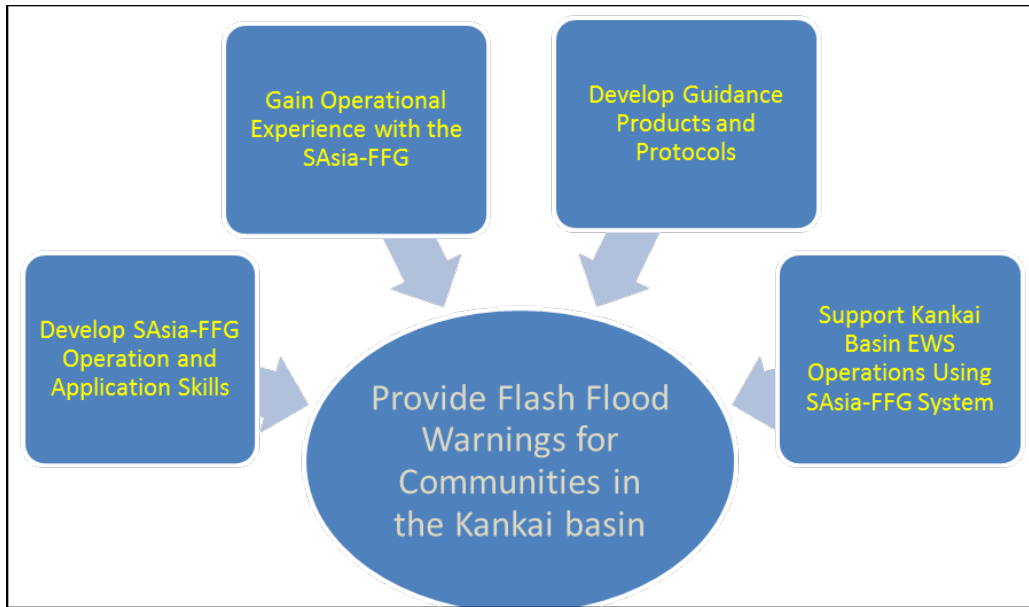 Gain Operational
Experience with the
SAsia-FFG
Develop Guidance
Products and
Protocols
Develop SAsia-FFG
Operation and
Application Skills
Support Kankai
Basin EWS
Operations Using
SAsia-FFG System
Provide Flash Flood
Warnings for
Communities in
the Kankai basin